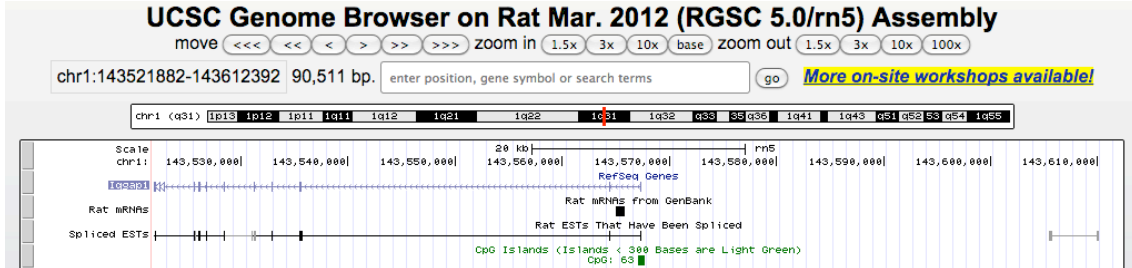 UCSC Genome Browser on Rat Mar. 2012 (RGSC 5.0/rn5) Assembly
move <<< << < > >> >>> zoom in 1.5x 3x 10x base zoom out 1.5x 3x 10x 100x
chr1:143521882-143612392 90,511 bp. enter position, gene symbol or search terms go More on-site workshops available!
chr1 (q31) 1p13 1p12 1p11 1q11 1q12 1q21 1q22 1q31 1q32 q33 35 q36 1q41 1q43 q51 q52 53 q54 1q55
Scale 20 kb rn5
chr1: 143,530,000| 143,540,000| 143,550,000| 143,560,000| 143,570,000| 143,580,000| 143,590,000| 143,600,000| 143,610,000|
RefSeq Genes
Iqgap1
Rat mRNAs from GenBank
Rat mRNAs
Rat ESTs That Have Been Spliced
Spliced ESTs
CpG Islands (Islands < 300 Bases are Light Green)
CpG: 63